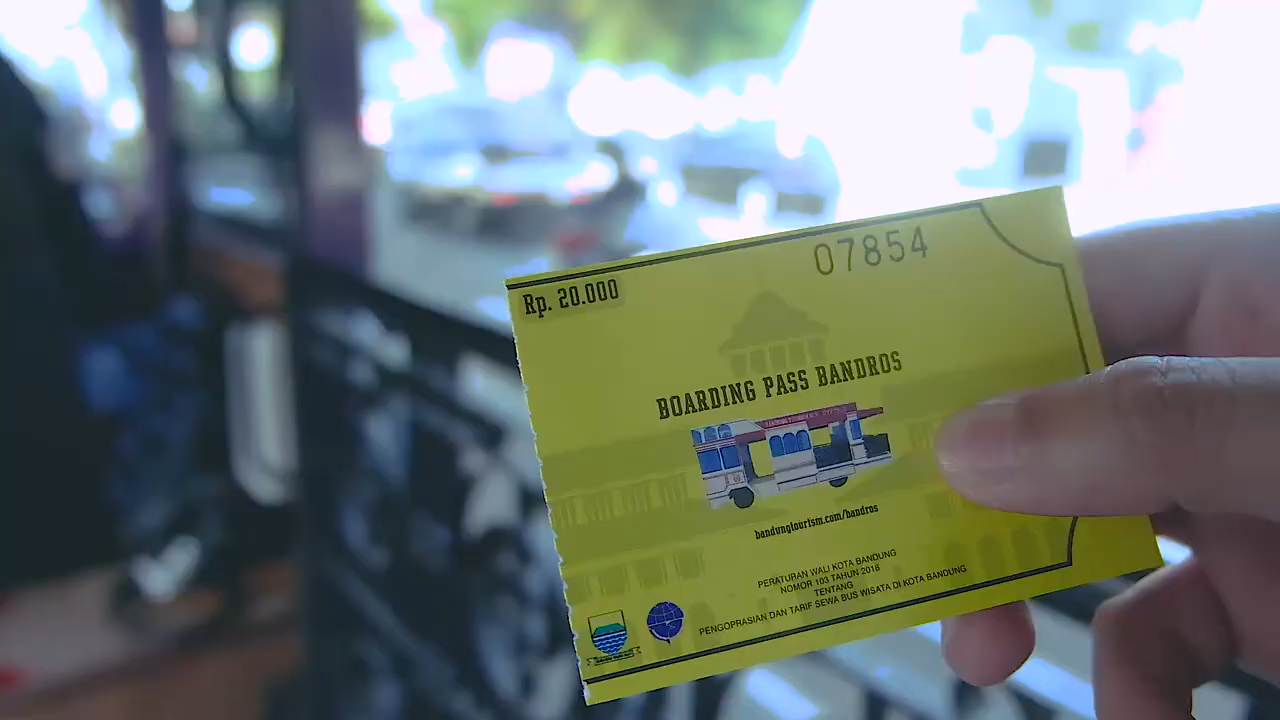 07854
Rp. 20.000
BOARDING PASS BANDROS
bandungtourism.com/bandros
PERATURAN WALI KOTA BANDUNG
NOMOR 103 TAHUN 2018
TENTANG
PENGOPRASIAN DAN TARIF SEWA BUS WISATA DI KOTA BANDUNG